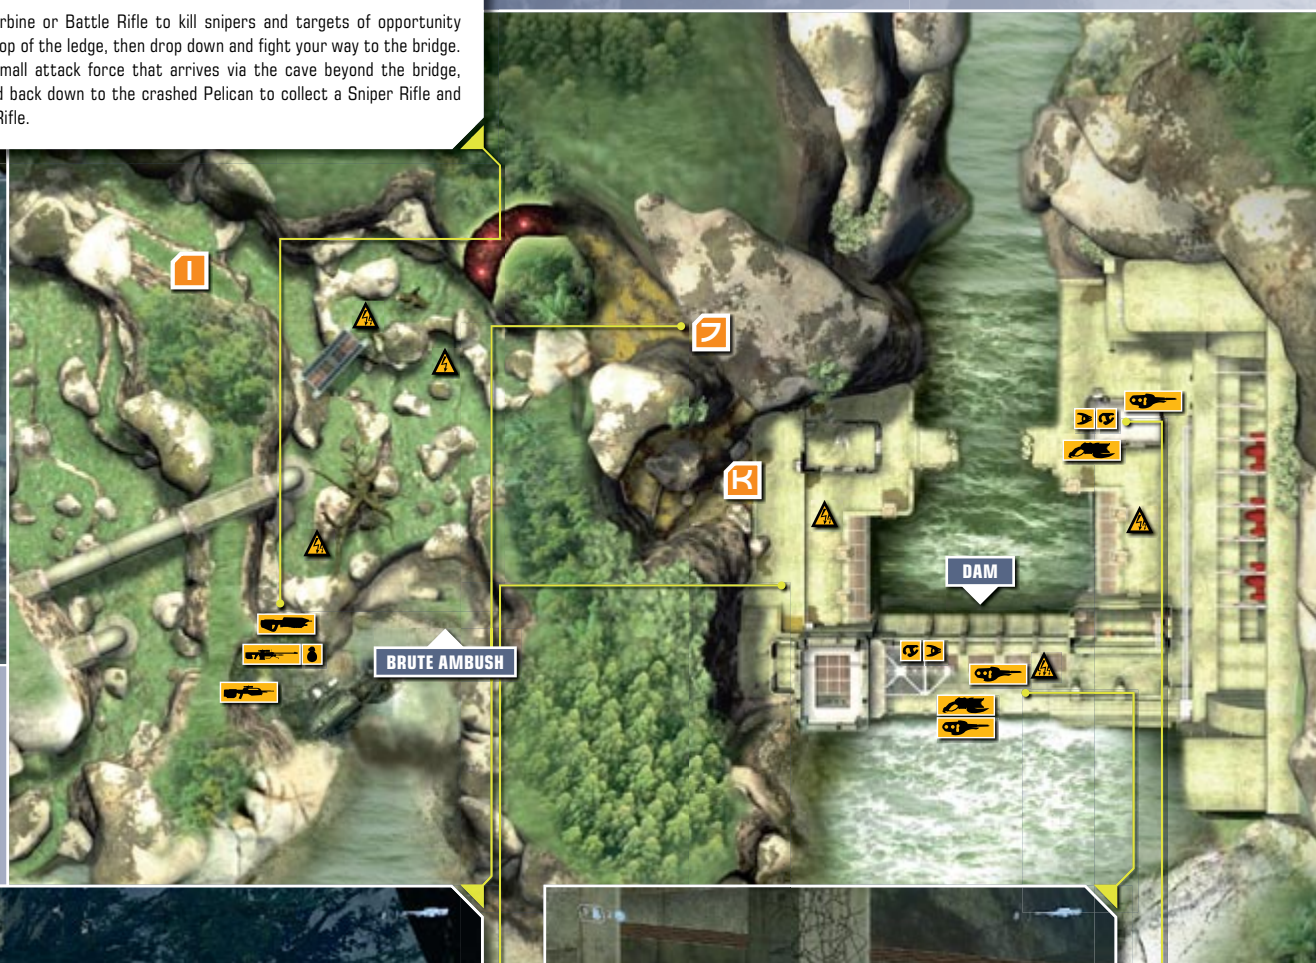 rbine or Battle Rifle to kill snipers and targets of opportunity
op of the ledge, then drop down and fight your way to the bridge.
mall attack force that arrives via the cave beyond the bridge,
d back down to the crashed Pelican to collect a Sniper Rifle and
Rifle.
I
K
DAM
BRUTE AMBUSH